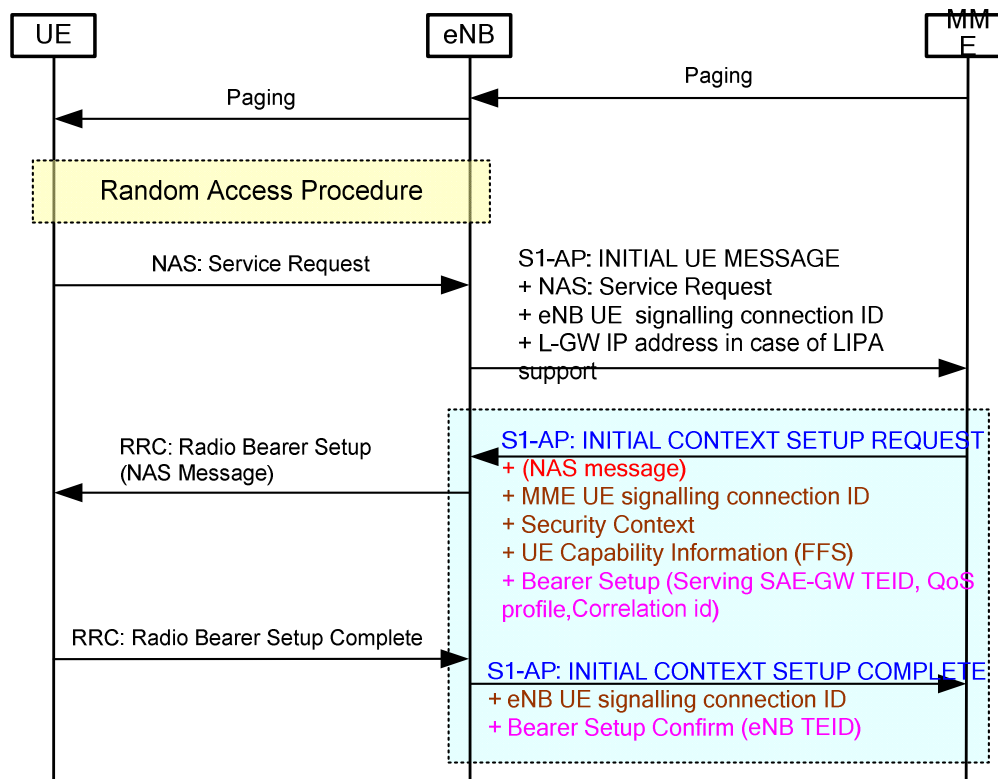 UE
eNB
MM
E
Paging
Paging
Random Access Procedure
NAS: Service Request
S1-AP: INITIAL UE MESSAGE
+ NAS: Service Request
+ eNB UE signalling connection ID
+ L-GW IP address in case of LIPA
support
RRC: Radio Bearer Setup
(NAS Message)
S1-AP: INITIAL CONTEXT SETUP REQUEST
+ (NAS message)
+ MME UE signalling connection ID
+ Security Context
+ UE Capability Information (FFS)
+ Bearer Setup (Serving SAE-GW TEID, QoS
profile,Correlation id)
RRC: Radio Bearer Setup Complete
S1-AP: INITIAL CONTEXT SETUP COMPLETE
+ eNB UE signalling connection ID
+ Bearer Setup Confirm (eNB TEID)